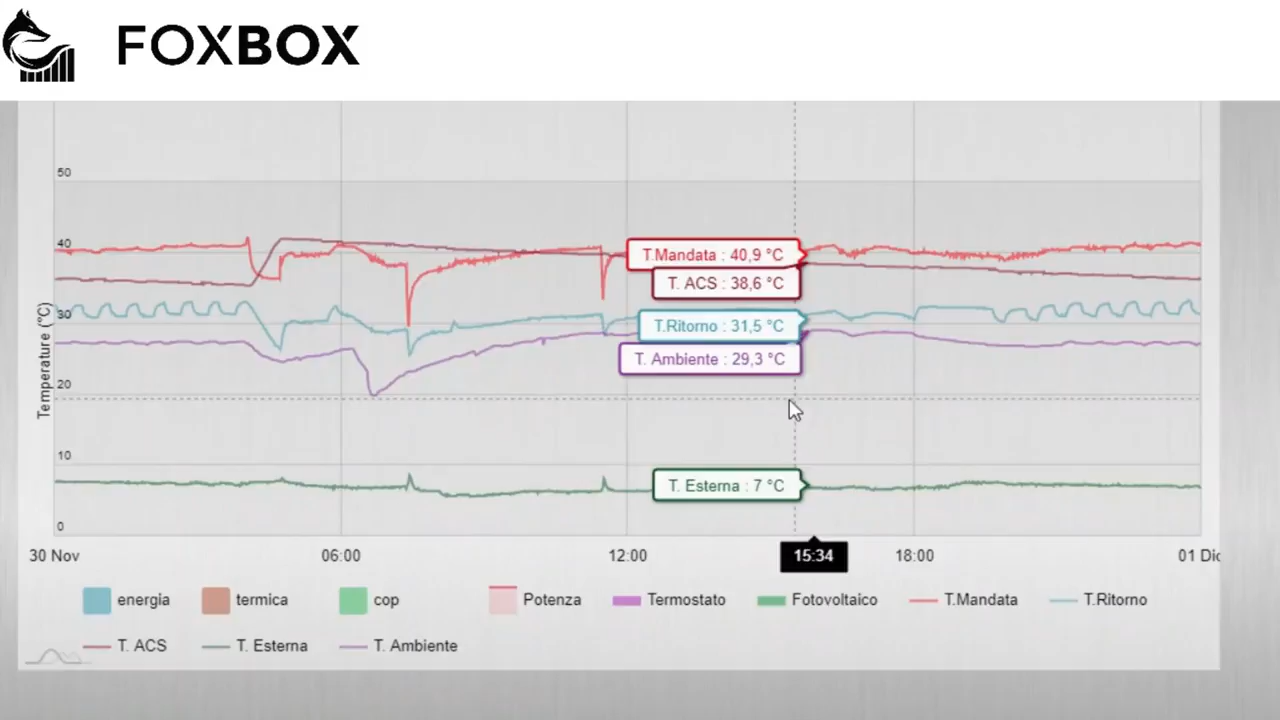 FOXBOX
50
40
T.Mandata : 40,9 °C
T. ACS : 38,6 °C
30
T.Ritorno : 31,5 °C
T. Ambiente : 29,3 °C
20
10
T. Esterna : 7 °C
0
Temperature (°C)
30 Nov 06:00 12:00 15:34 18:00 01 Dic
energia termica cop Potenza Termostato Fotovoltaico T.Mandata T.Ritorno
T. ACS T. Esterna T. Ambiente